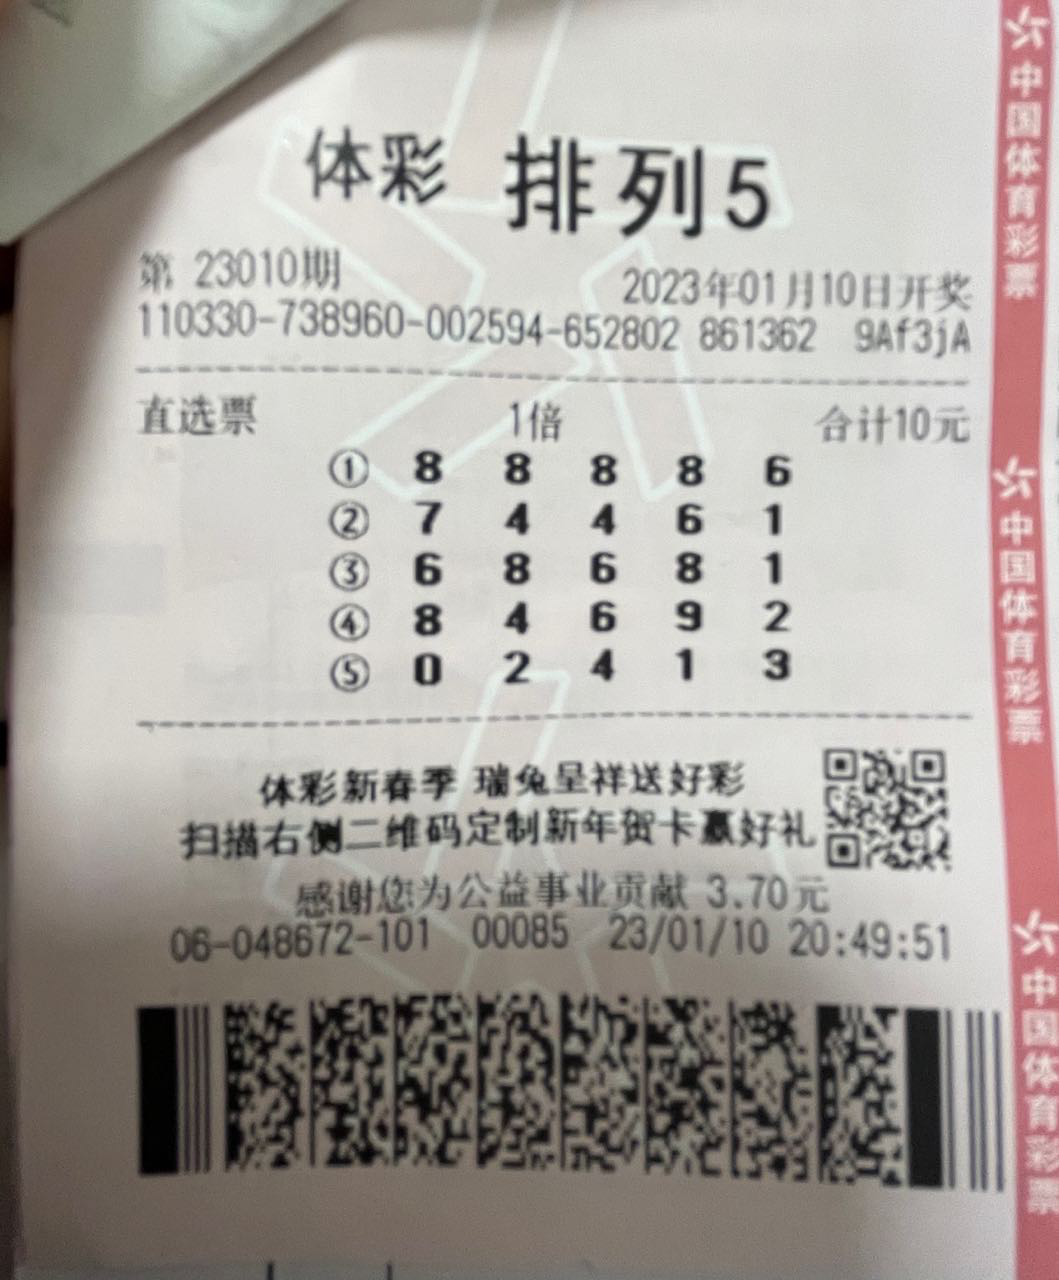 体彩 排列5
第 23010期
2023年01月10日开奖
110330-738960-002594-652802 861362 9Af3jA
直选票 1倍 合计10元
① 8 8 8 8 6
② 7 4 4 6 1
③ 6 8 6 8 1
④ 8 4 6 9 2
⑤ 0 2 4 1 3
体彩新春季 瑞兔呈祥送好彩
扫描右侧二维码定制新年贺卡赢好礼
感谢您为公益事业贡献 3.70元
06-048672-101 00085 23/01/10 20:49:51
中国体育彩票
中国体育彩票
中国体育彩票